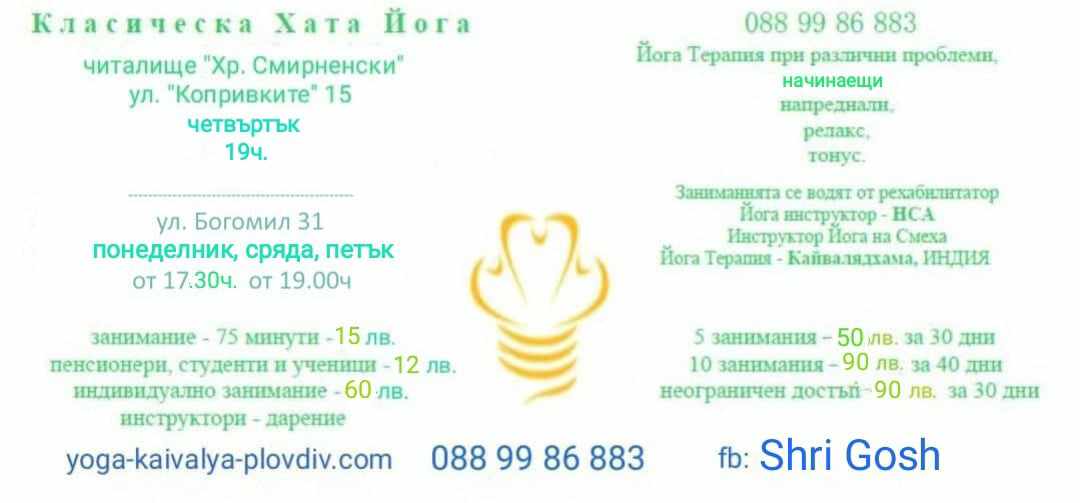 Класическа Хата Йога
читалище "Хр. Смирненски"
ул. "Копривките" 15
четвъртък
19ч.
ул. Богомил 31
понеделник, сряда, петък
от 17.30ч. от 19.00ч
занимание - 75 минути -15 лв.
пенсионери, студенти и ученици -12 лв.
индивидуално занимание -60 лв.
инструктори - дарение
088 99 86 883
Йога Терапия при различни проблеми,
начинаещи
напреднали,
релакс,
тонус.
Заниманията се водят от рехабилитатор
Йога инструктор - НСА
Инструктор Йога на Смеха
Йога Терапия - Кайвалядхама, ИНДИЯ
5 занимания – 50 лв. за 30 дни
10 занимания – 90 лв. за 40 дни
неограничен достъп - 90 лв. за 30 дни
yoga-kaivalya-plovdiv.com 088 99 86 883 fb: Shri Gosh